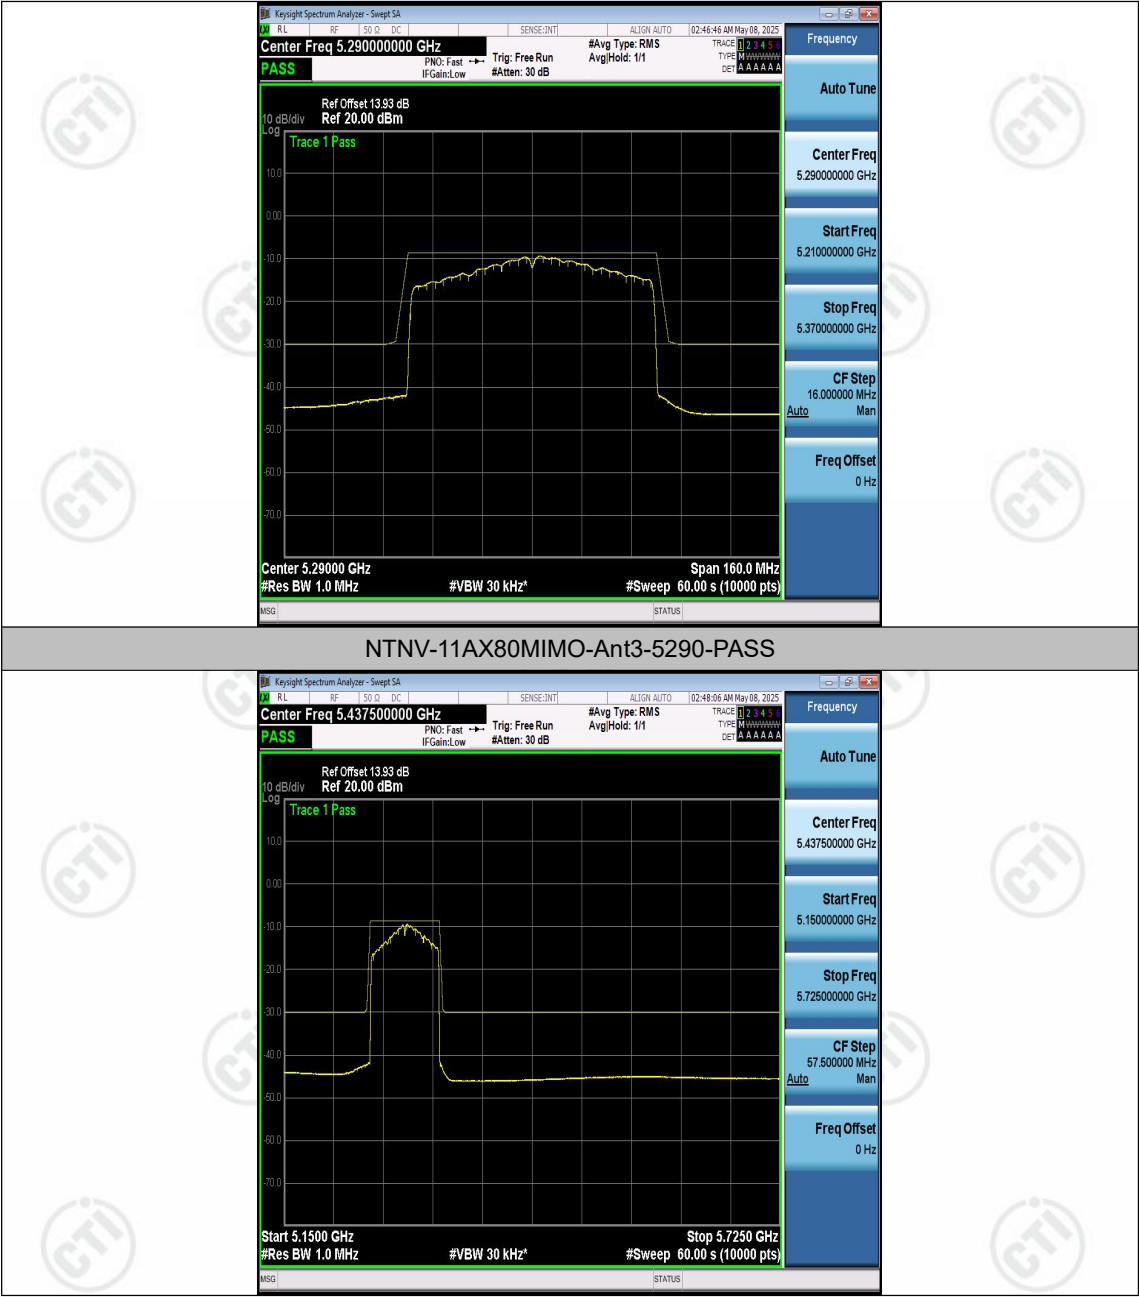 Keysight Spectrum Analyzer - Swept SA
RL RF 50 Ω DC SENSE:INT ALIGN AUTO 02:46:46 AM May 08, 2025
Center Freq 5.290000000 GHz
PASS
PNO: Fast
IFGain:Low
Trig: Free Run
#Atten: 30 dB
#Avg Type: RMS
Avg|Hold: 1/1
TRACE 1 2 3 4 5 6
TYPE M
DET A A A A A A
Ref Offset 13.93 dB
10 dB/div Ref 20.00 dBm
Log
Trace 1 Pass
10.0
0.00
-10.0
-20.0
-30.0
-40.0
-50.0
-60.0
-70.0
Center 5.29000 GHz Span 160.0 MHz
#Res BW 1.0 MHz #VBW 30 kHz* #Sweep 60.00 s (10000 pts)
MSG STATUS
Frequency
Auto Tune
Center Freq
5.290000000 GHz
Start Freq
5.210000000 GHz
Stop Freq
5.370000000 GHz
CF Step
16.000000 MHz
Auto Man
Freq Offset
0 Hz
NTNV-11AX80MIMO-Ant3-5290-PASS
Keysight Spectrum Analyzer - Swept SA
RL RF 50 Ω DC SENSE:INT ALIGN AUTO 02:48:06 AM May 08, 2025
Center Freq 5.437500000 GHz
PASS
PNO: Fast
IFGain:Low
Trig: Free Run
#Atten: 30 dB
#Avg Type: RMS
Avg|Hold: 1/1
TRACE 1 2 3 4 5 6
TYPE M
DET A A A A A A
Ref Offset 13.93 dB
10 dB/div Ref 20.00 dBm
Log
Trace 1 Pass
10.0
0.00
-10.0
-20.0
-30.0
-40.0
-50.0
-60.0
-70.0
Start 5.1500 GHz Stop 5.7250 GHz
#Res BW 1.0 MHz #VBW 30 kHz* #Sweep 60.00 s (10000 pts)
MSG STATUS
Frequency
Auto Tune
Center Freq
5.437500000 GHz
Start Freq
5.150000000 GHz
Stop Freq
5.725000000 GHz
CF Step
57.500000 MHz
Auto Man
Freq Offset
0 Hz
CTI
CTI
CTI
CTI
CTI
CTI
CTI
CTI
CTI
CTI
CTI
CTI